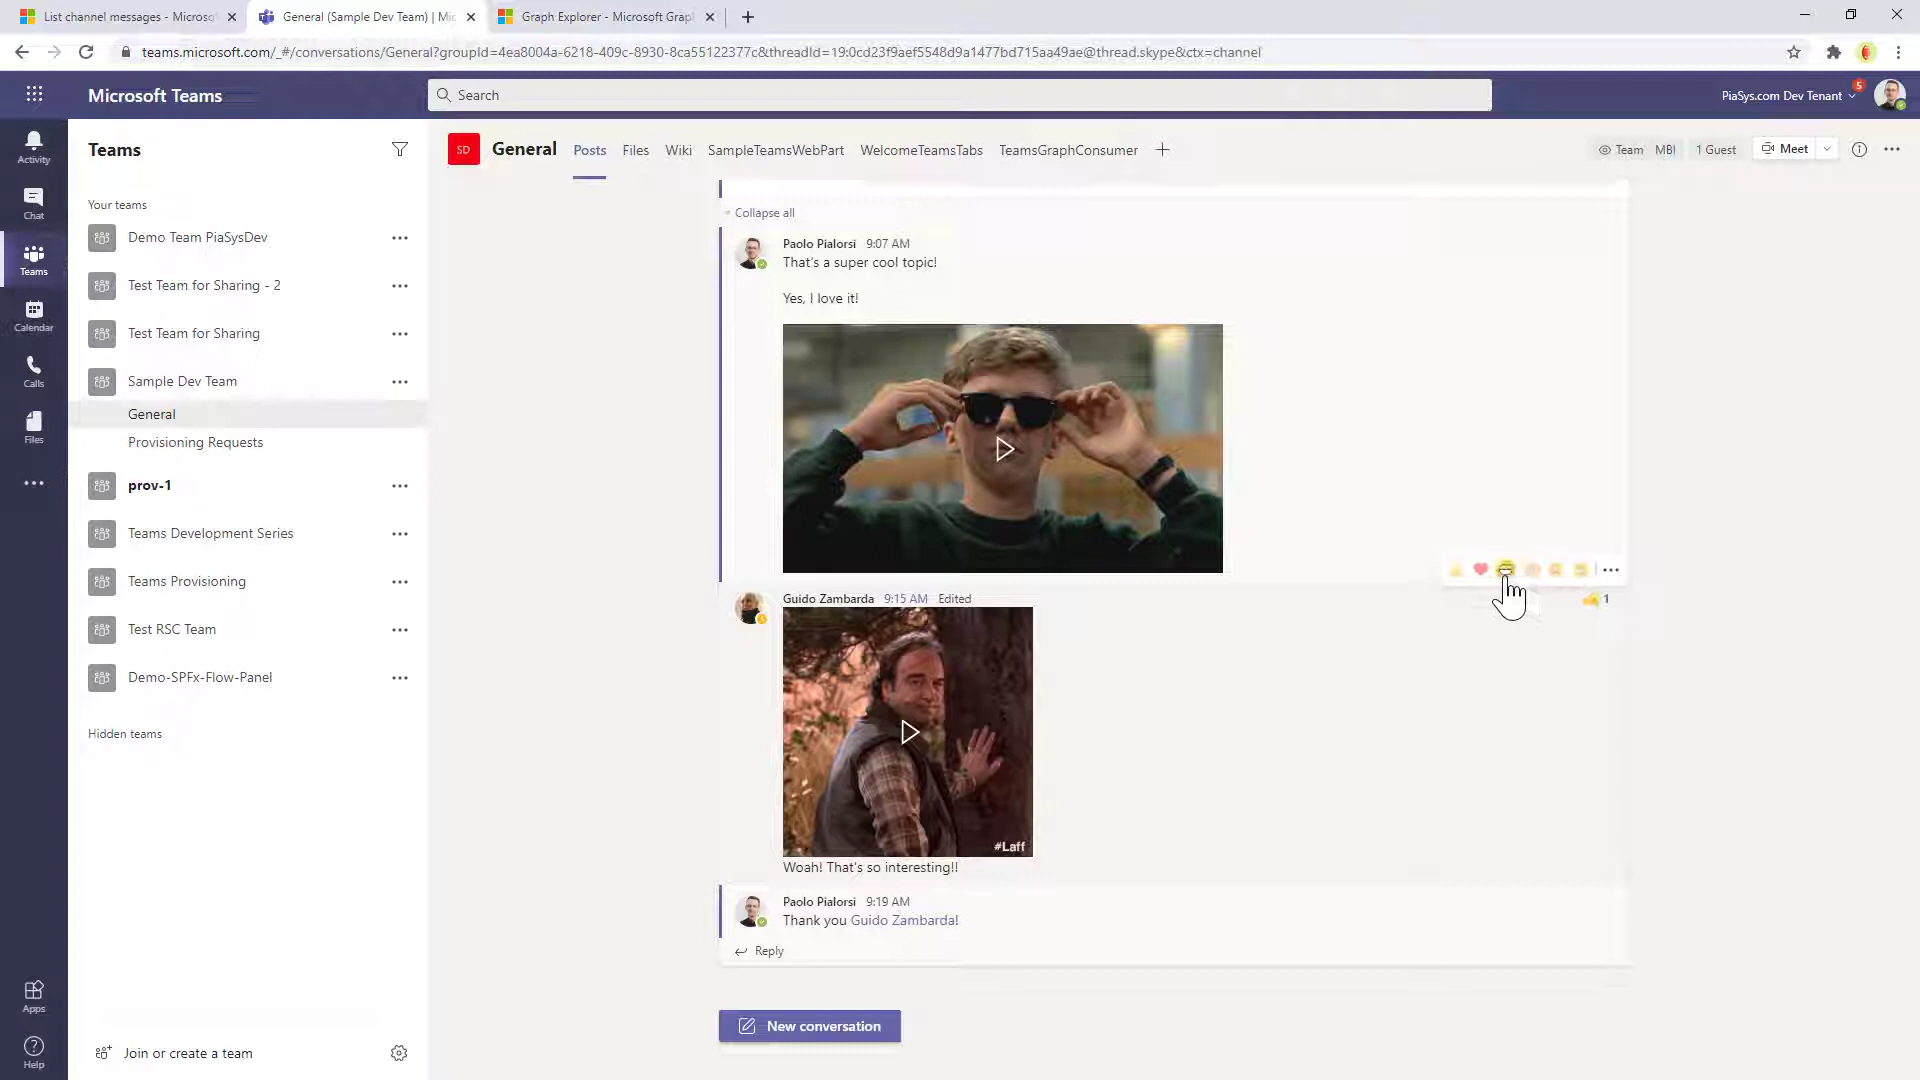 List channel messages - Microso
General (Sample Dev Team) | Mic
Graph Explorer - Microsoft Grap
teams.microsoft.com/_#/conversations/General?groupId=4ea8004a-6218-409c-8930-8ca55122377c&threadId=19:0cd23f9aef5548d9a1477bd715aa49ae@thread.skype&ctx=channel
Microsoft Teams
Search
PiaSys.com Dev Tenant
5
Activity
Chat
Teams
Calendar
Calls
Files
Apps
Help
Teams
Your teams
Demo Team PiaSysDev
Test Team for Sharing - 2
Test Team for Sharing
Sample Dev Team
General
Provisioning Requests
prov-1
Teams Development Series
Teams Provisioning
Test RSC Team
Demo-SPFx-Flow-Panel
Hidden teams
Join or create a team
SD
General
Posts
Files
Wiki
SampleTeamsWebPart
WelcomeTeamsTabs
TeamsGraphConsumer
Team
MBI
1 Guest
Meet
Collapse all
Paolo Pialorsi 9:07 AM
That's a super cool topic!
Yes, I love it!
Guido Zambarda 9:15 AM Edited
1
#Laff
Woah! That's so interesting!!
Paolo Pialorsi 9:19 AM
Thank you Guido Zambarda!
Reply
New conversation